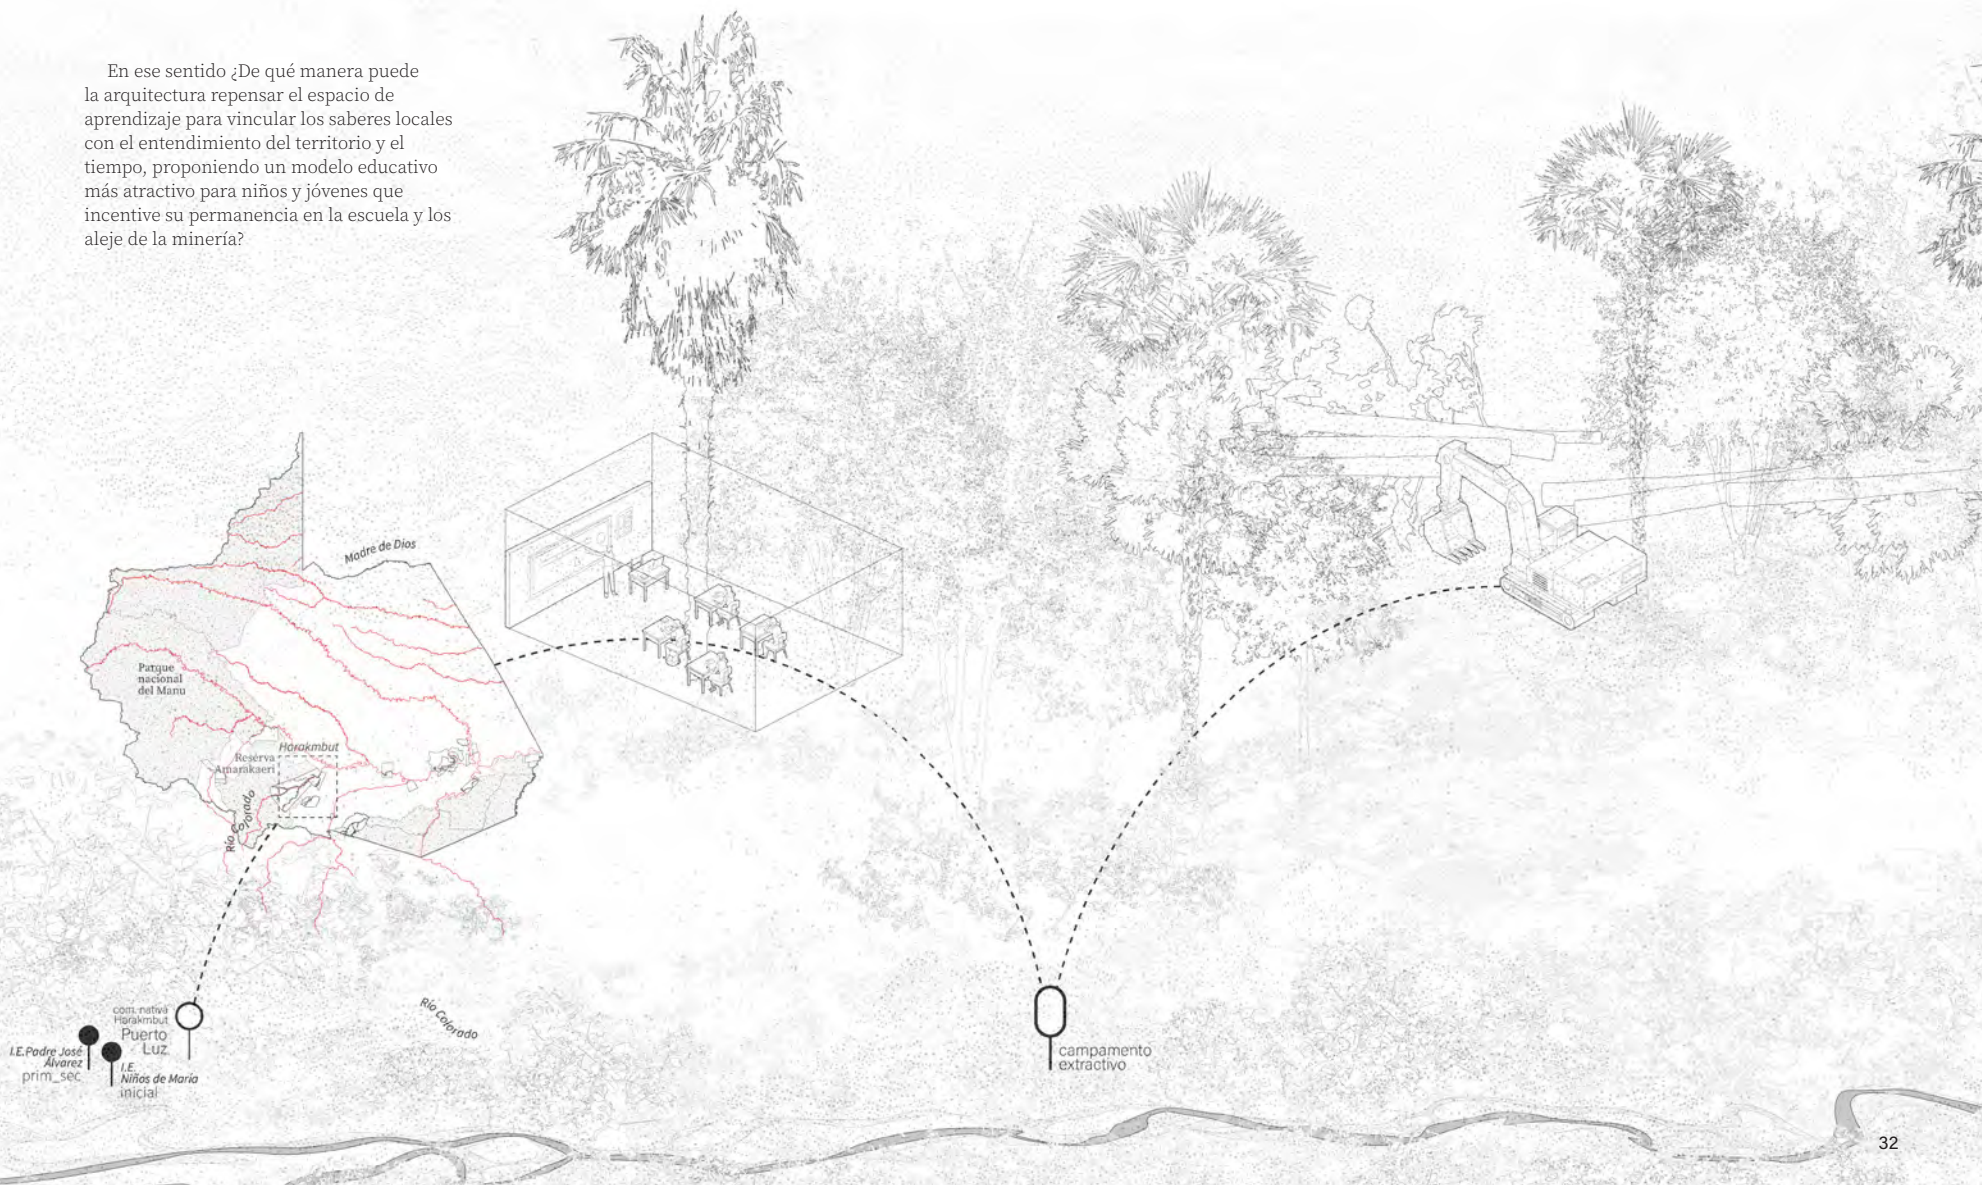 En ese sentido ¿De qué manera puede
la arquitectura repensar el espacio de
aprendizaje para vincular los saberes locales
con el entendimiento del territorio y el
tiempo, proponiendo un modelo educativo
más atractivo para niños y jóvenes que
incentive su permanencia en la escuela y los
aleje de la minería?
Madre de Dios
Parque
nacional
del Manu
Harakmbut
Reserva
Amarakaeri
Río Colorado
com. nativa
Harakmbut
Puerto
Luz
I.E.Padre José
Álvarez
prim_sec
I.E.
Niños de María
inicial
Río Colorado
campamento
extractivo
32